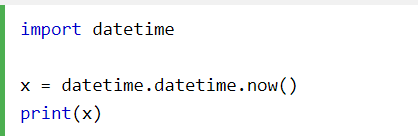 import datetime

x = datetime.datetime.now()
print(x)